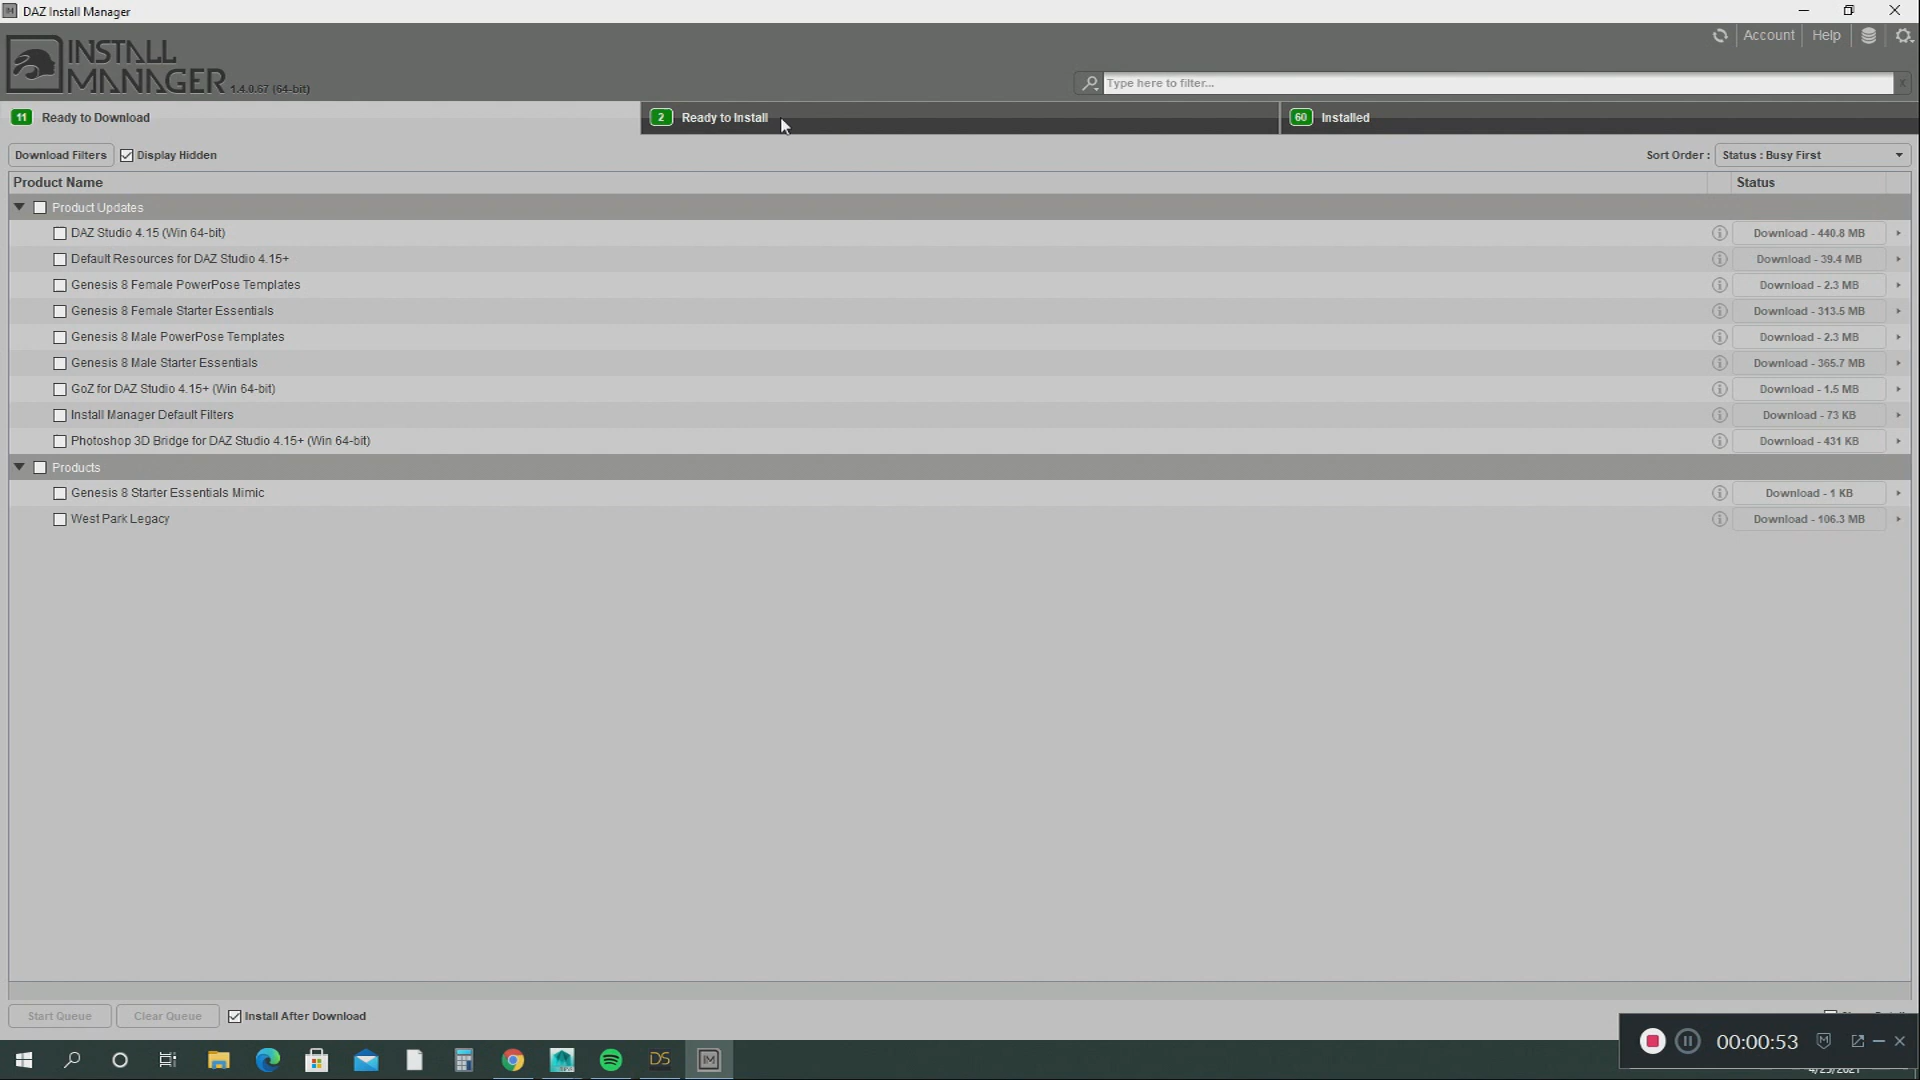 DAZ Install Manager
INSTALL
MANAGER 1.4.0.67 (64-bit)
Account Help
Type here to filter...
11 Ready to Download
2 Ready to Install
60 Installed
Download Filters Display Hidden
Sort Order : Status : Busy First
Product Name Status
Product Updates
DAZ Studio 4.15 (Win 64-bit) Download - 440.8 MB
Default Resources for DAZ Studio 4.15+ Download - 39.4 MB
Genesis 8 Female PowerPose Templates Download - 2.3 MB
Genesis 8 Female Starter Essentials Download - 313.5 MB
Genesis 8 Male PowerPose Templates Download - 2.3 MB
Genesis 8 Male Starter Essentials Download - 365.7 MB
GoZ for DAZ Studio 4.15+ (Win 64-bit) Download - 1.5 MB
Install Manager Default Filters Download - 73 KB
Photoshop 3D Bridge for DAZ Studio 4.15+ (Win 64-bit) Download - 431 KB
Products
Genesis 8 Starter Essentials Mimic Download - 1 KB
West Park Legacy Download - 106.3 MB
Start Queue Clear Queue Install After Download
00:00:53
DS IM